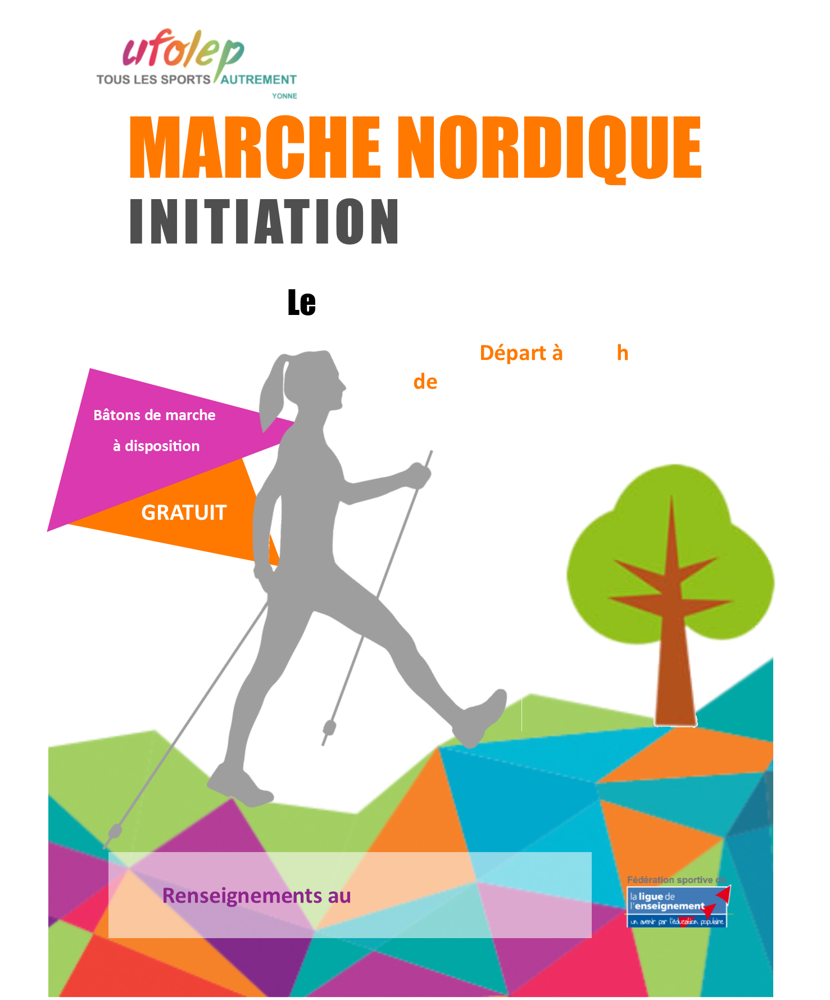 ufolep
TOUS LES SPORTS AUTREMENT
YONNE
MARCHE NORDIQUE
INITIATION
Le
Départ à h
de
Bâtons de marche
à disposition
GRATUIT
Renseignements au
Fédération sportive de
la ligue de
l'enseignement
un avenir par l'éducation populaire